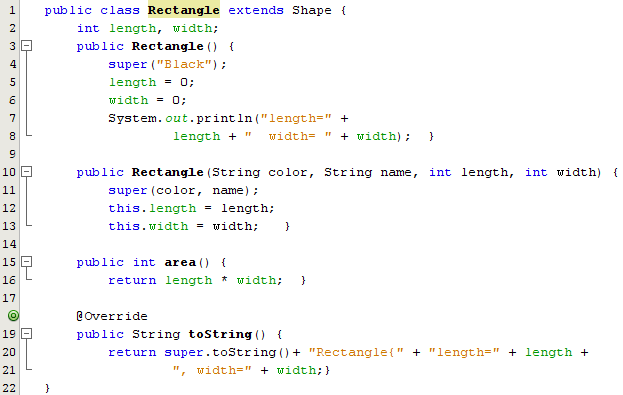 1 public class Rectangle extends Shape {
2     int length, width;
3     public Rectangle() {
4         super("Black");
5         length = 0;
6         width = 0;
7         System.out.println("length=" +
8                 length + "  width= " + width);  }
9
10     public Rectangle(String color, String name, int length, int width) {
11         super(color, name);
12         this.length = length;
13         this.width = width;   }
14
15     public int area() {
16         return length * width;  }
17
@Override
19     public String toString() {
20         return super.toString()+ "Rectangle{" + "length=" + length +
21                 ", width=" + width;}
22 }